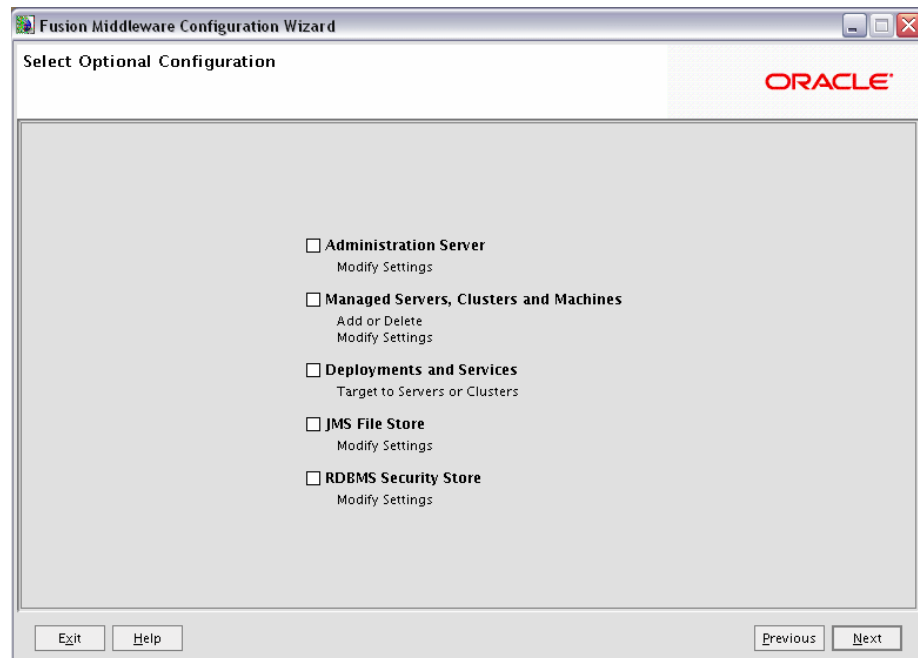 Fusion Middleware Configuration Wizard
Select Optional Configuration
ORACLE
Administration Server
Modify Settings
Managed Servers, Clusters and Machines
Add or Delete
Modify Settings
Deployments and Services
Target to Servers or Clusters
JMS File Store
Modify Settings
RDBMS Security Store
Modify Settings
Exit Help Previous Next